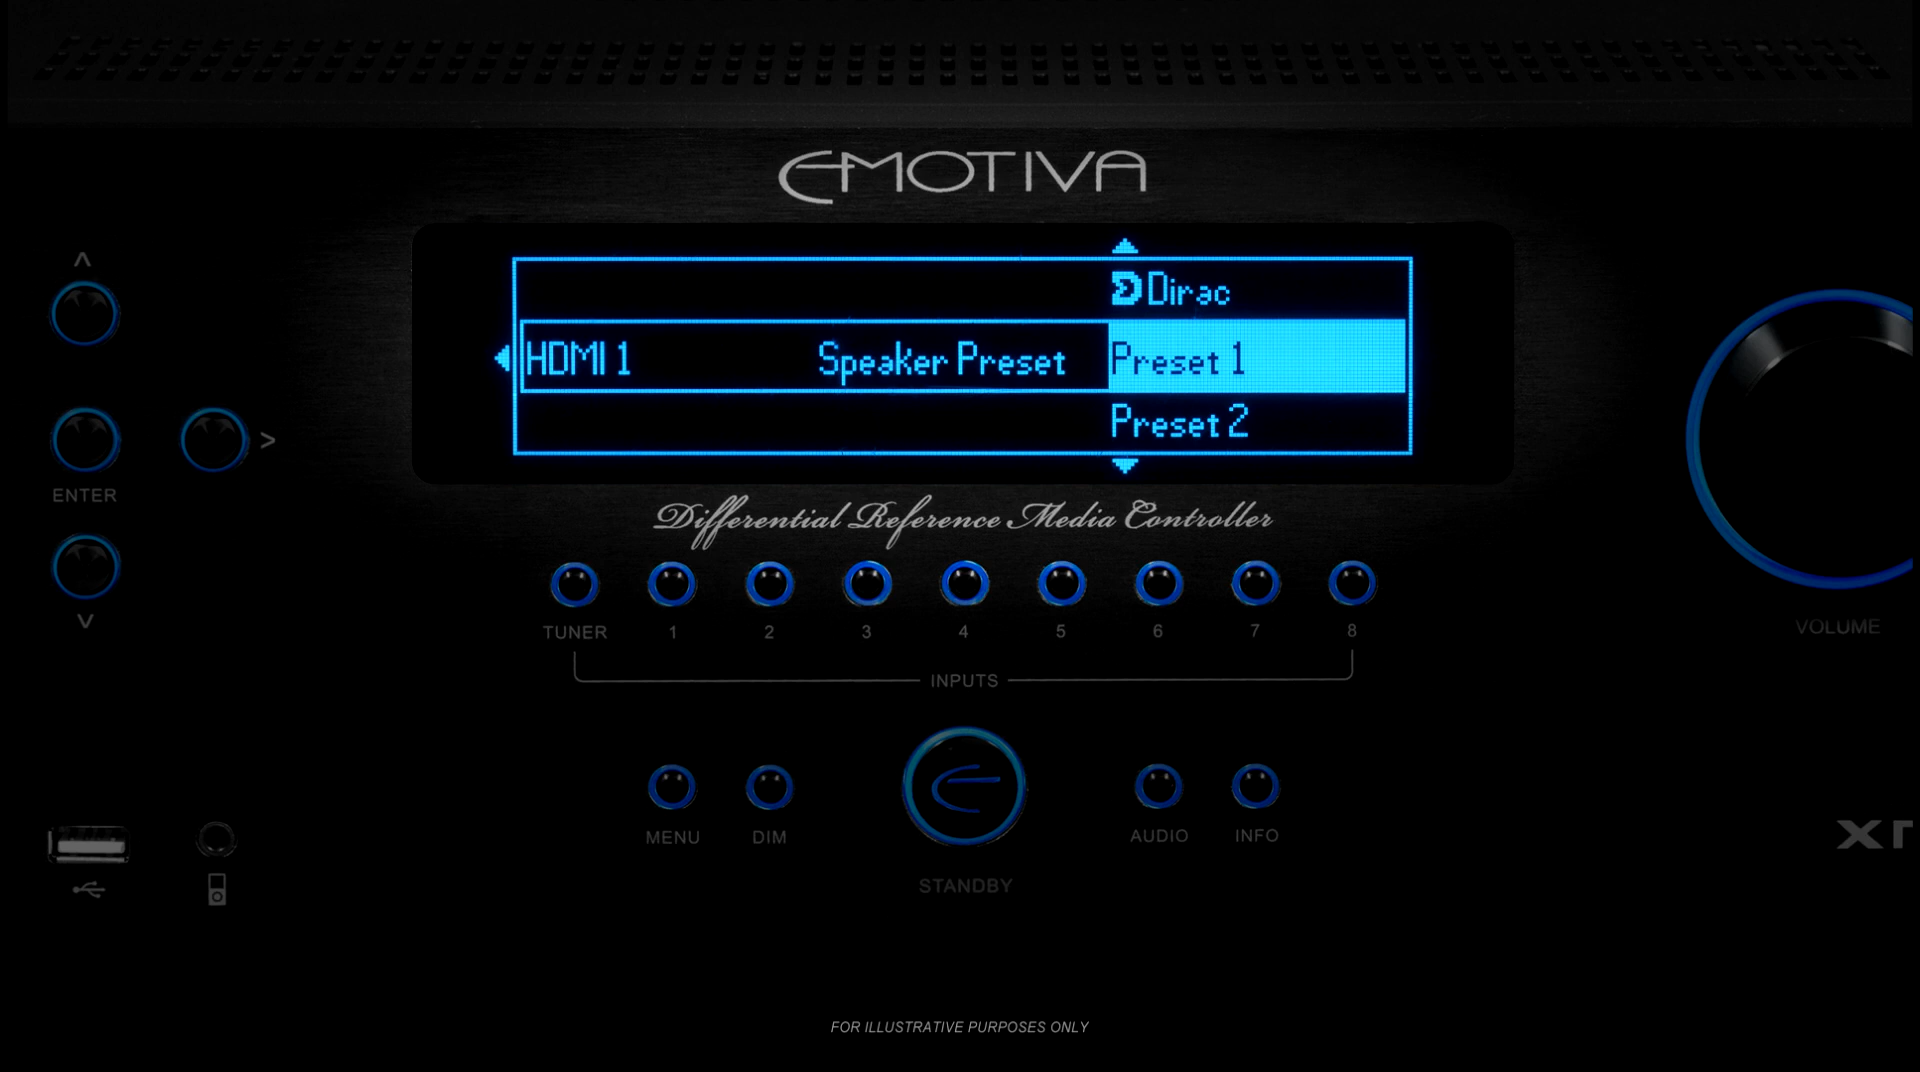 EMOTIVA
Dirac
HDMI 1 Speaker Preset Preset 1
Preset 2
Differential Reference Media Controller
ENTER
TUNER 1 2 3 4 5 6 7 8
VOLUME
INPUTS
MENU DIM AUDIO INFO
STANDBY
FOR ILLUSTRATIVE PURPOSES ONLY